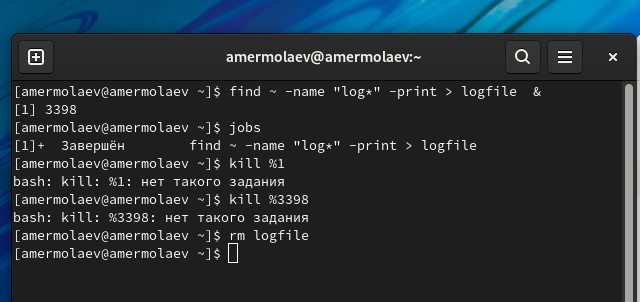 amermolaev@amermolaev:~
[amermolaev@amermolaev ~]$ find ~ -name "log*" -print > logfile  &
[1] 3398
[amermolaev@amermolaev ~]$ jobs
[1]+  Завершён        find ~ -name "log*" -print > logfile
[amermolaev@amermolaev ~]$ kill %1
bash: kill: %1: нет такого задания
[amermolaev@amermolaev ~]$ kill %3398
bash: kill: %3398: нет такого задания
[amermolaev@amermolaev ~]$ rm logfile
[amermolaev@amermolaev ~]$